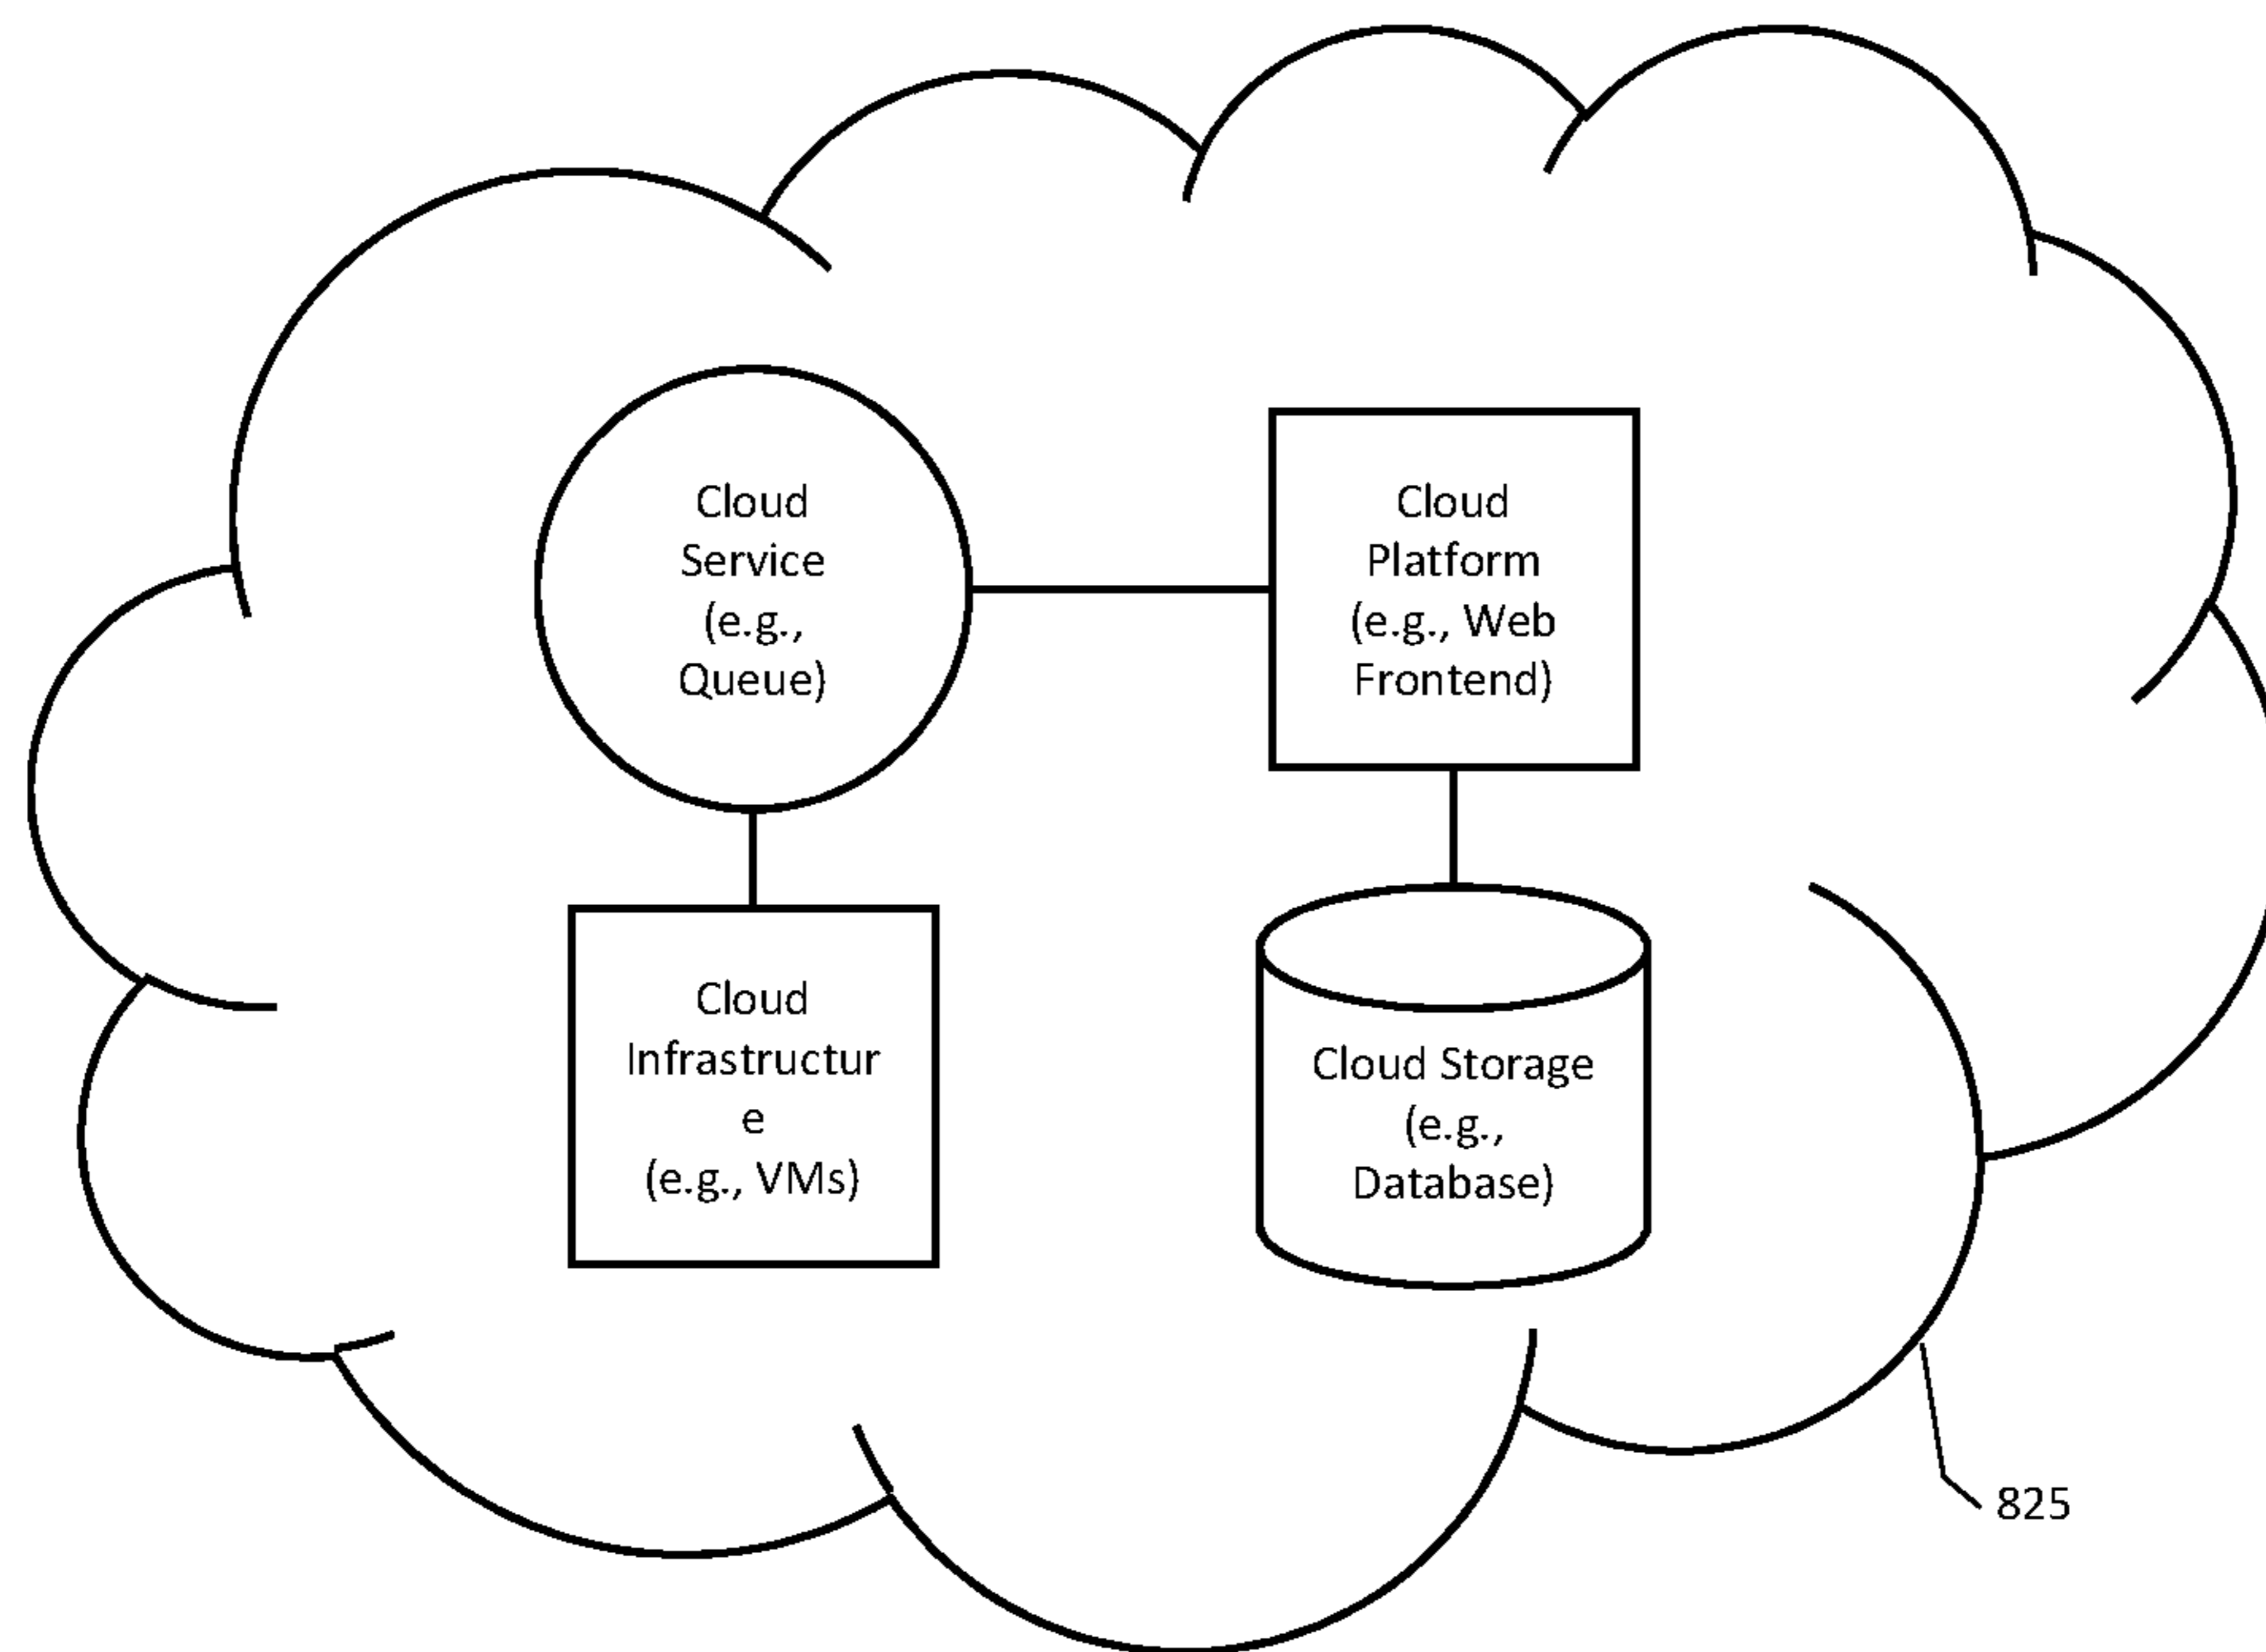 Cloud
Service
(e.g.,
Queue)
Cloud
Platform
(e.g., Web
Frontend)
Cloud
Infrastructur
e
(e.g., VMs)
Cloud Storage
(e.g.,
Database)
825